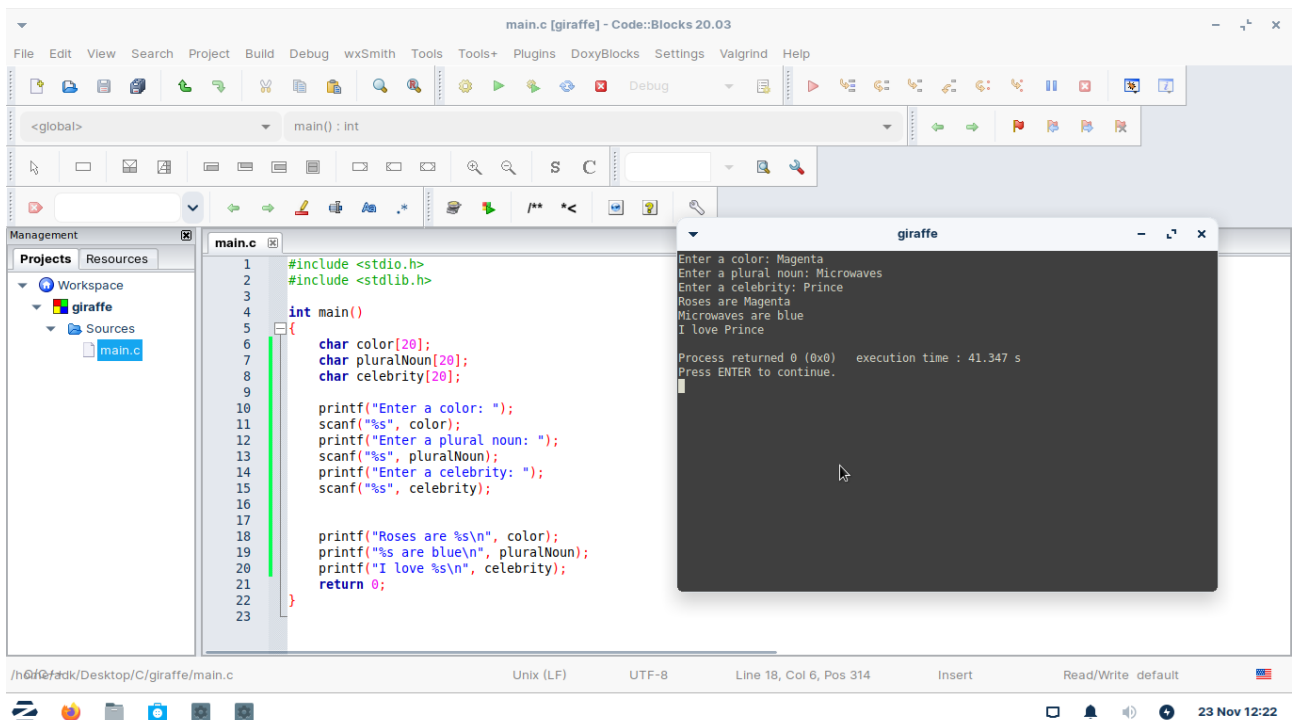 main.c [giraffe] - Code::Blocks 20.03
File Edit View Search Project Build Debug wxSmith Tools Tools+ Plugins DoxyBlocks Settings Valgrind Help
Debug
<global> main() : int
S C
/** *<
Management
Projects Resources
Workspace
giraffe
Sources
main.c
main.c
1 #include <stdio.h>
2 #include <stdlib.h>
3
4 int main()
5 {
6 char color[20];
7 char pluralNoun[20];
8 char celebrity[20];
9
10 printf("Enter a color: ");
11 scanf("%s", color);
12 printf("Enter a plural noun: ");
13 scanf("%s", pluralNoun);
14 printf("Enter a celebrity: ");
15 scanf("%s", celebrity);
16
17
18 printf("Roses are %s\n", color);
19 printf("%s are blue\n", pluralNoun);
20 printf("I love %s\n", celebrity);
21 return 0;
22 }
23
giraffe
Enter a color: Magenta
Enter a plural noun: Microwaves
Enter a celebrity: Prince
Roses are Magenta
Microwaves are blue
I love Prince
Process returned 0 (0x0) execution time : 41.347 s
Press ENTER to continue.
/Desktop/C/giraffe/main.c Unix (LF) UTF-8 Line 18, Col 6, Pos 314 Insert Read/Write default
23 Nov 12:22